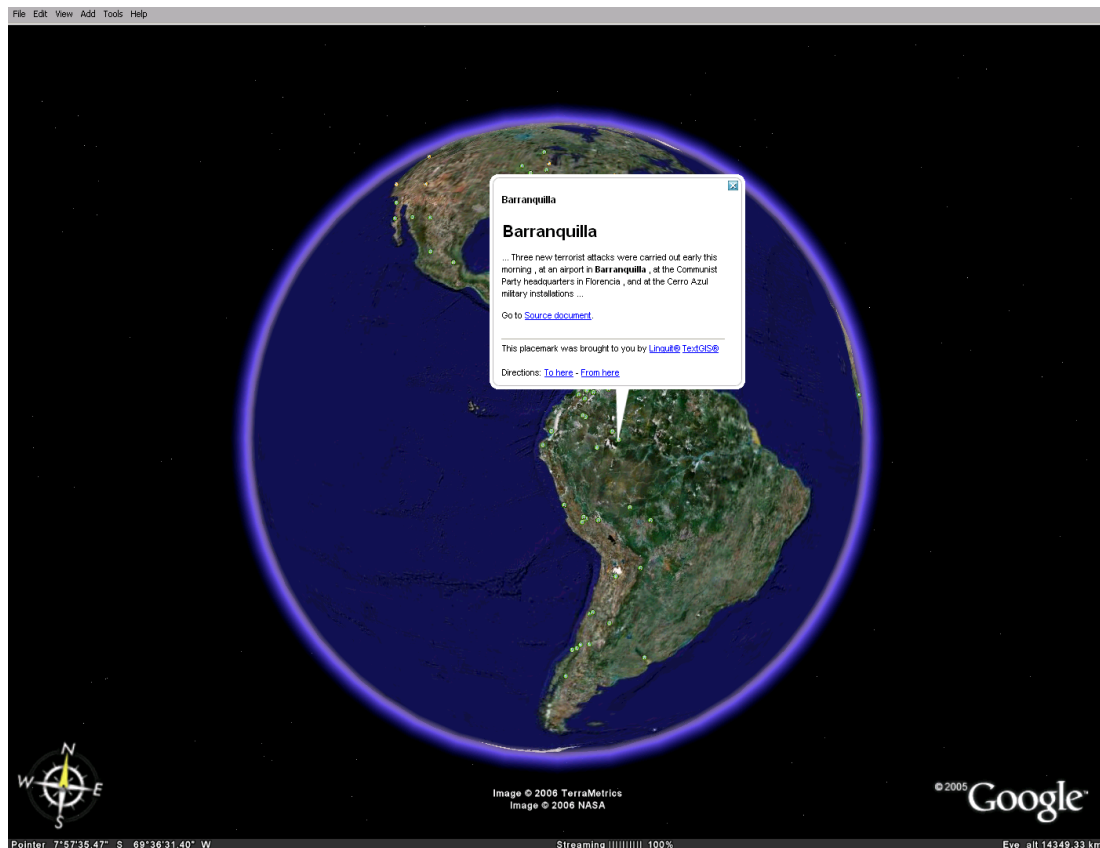 File Edit View Add Tools Help
Barranquilla
Barranquilla
... Three new terrorist attacks were carried out early this
morning , at an airport in Barranquilla , at the Communist
Party headquarters in Florencia , and at the Cerro Azul
military installations ...
Go to Source document.
This placemark was brought to you by Linguit® TextGIS®
Directions: To here - From here
N
W E
S
Image © 2006 TerraMetrics
Image © 2006 NASA
© 2005 Google™
Pointer 7°57'35.47" S 69°36'31.40" W Streaming |||||||||| 100% Eye alt 14349.33 km